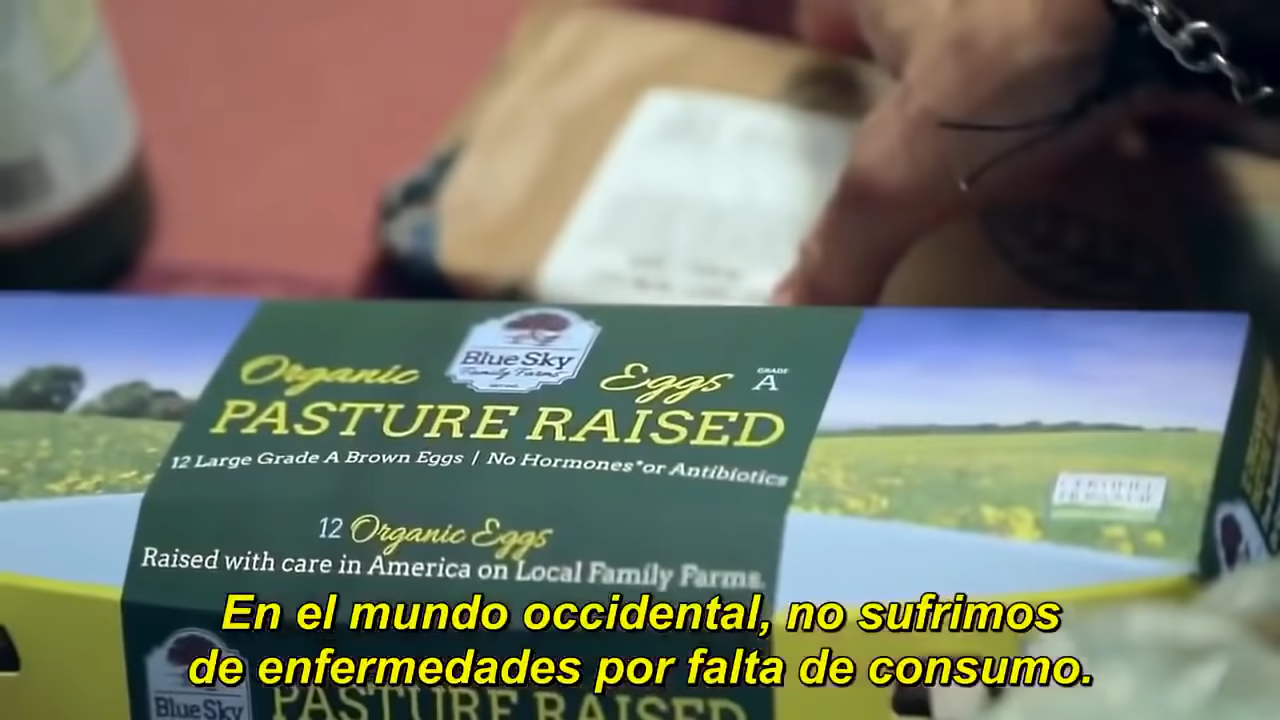 Blue Sky
Family Farms
Organic Eggs GRADE A
PASTURE RAISED
12 Large Grade A Brown Eggs / No Hormones* or Antibiotics
CERTIFIED
HUMANE
12 Organic Eggs
Raised with care in America on Local Family Farms.
En el mundo occidental, no sufrimos
de enfermedades por falta de consumo.
Blue Sky
PASTURE RAISED